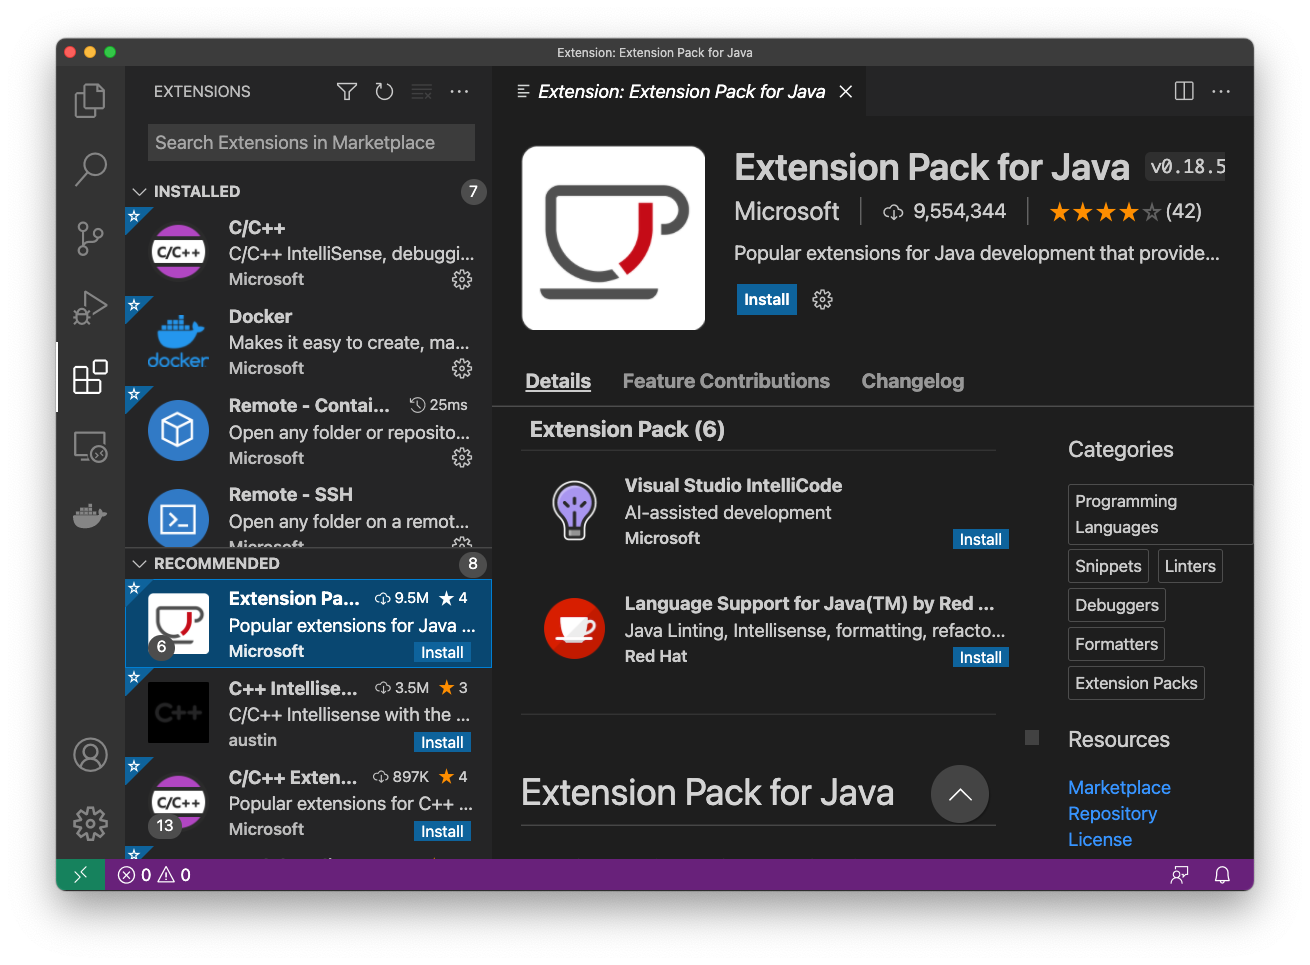 Extension: Extension Pack for Java
EXTENSIONS
Search Extensions in Marketplace
INSTALLED 7
C/C++
C/C++
C/C++ IntelliSense, debuggi...
Microsoft
docker
Docker
Makes it easy to create, ma...
Microsoft
Remote - Contai... 25ms
Open any folder or reposito...
Microsoft
Remote - SSH
Open any folder on a remot...
Microsoft
RECOMMENDED 8
Extension Pa... 9.5M ★ 4
Popular extensions for Java ...
6
Microsoft Install
C++
C++ Intellise... 3.5M ★ 3
C/C++ Intellisense with the ...
austin Install
C/C++
C/C++ Exten... 897K ★ 4
Popular extensions for C++ ...
13
Microsoft Install
Extension: Extension Pack for Java
Extension Pack for Java v0.18.5
Microsoft 9,554,344 ★★★★☆ (42)
Popular extensions for Java development that provide...
Install
Details Feature Contributions Changelog
Extension Pack (6)
Visual Studio IntelliCode
AI-assisted development
Microsoft Install
Language Support for Java(TM) by Red ...
Java Linting, Intellisense, formatting, refacto...
Red Hat Install
Extension Pack for Java
Categories
Programming
Languages
Snippets Linters
Debuggers
Formatters
Extension Packs
Resources
Marketplace
Repository
License
0 0